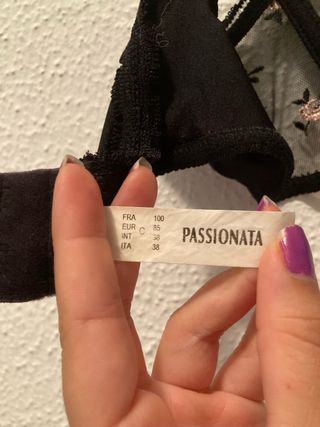 FRA 100
EUR 85
C
INT 38
ITA 38
PASSIONATA